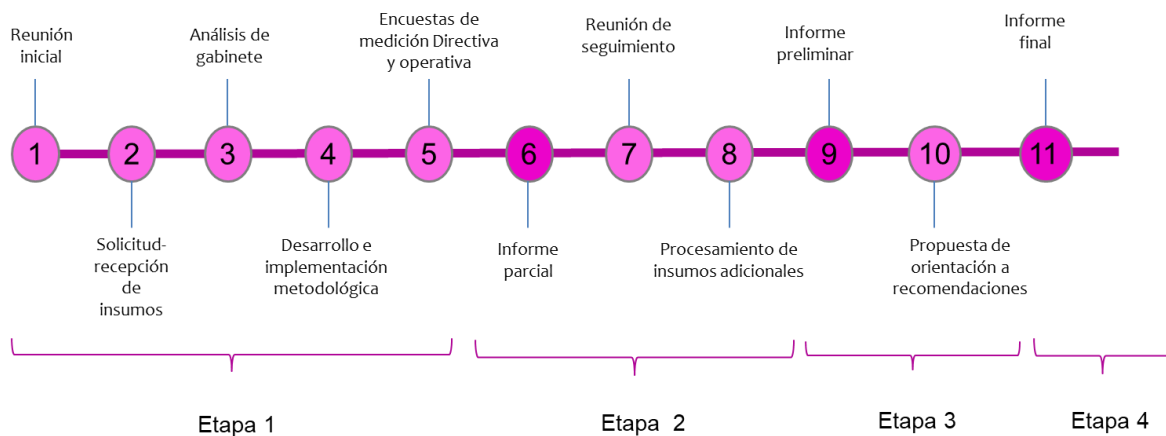 Reunión
inicial
Análisis de
gabinete
Encuestas de
medición Directiva
y operativa
Reunión de
seguimiento
Informe
preliminar
Informe
final
1
2
3
4
5
6
7
8
9
10
11
Solicitud-
recepción
de
insumos
Desarrollo e
implementación
metodológica
Informe
parcial
Procesamiento de
insumos adicionales
Propuesta de
orientación a
recomendaciones
Etapa 1
Etapa 2
Etapa 3
Etapa 4